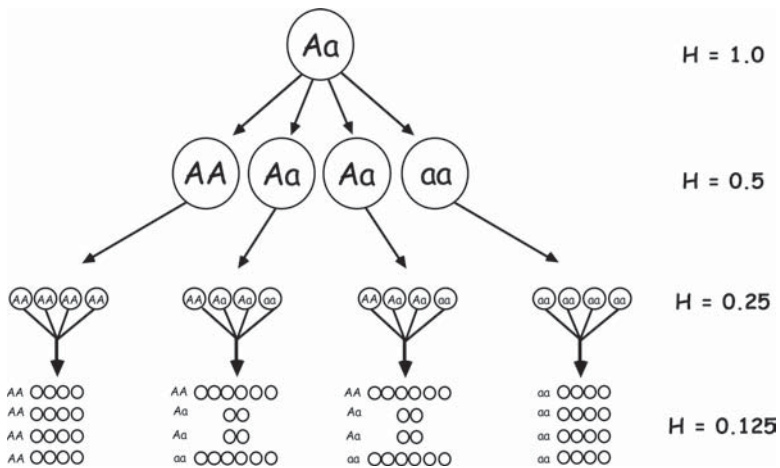 Aa H = 1.0
AA Aa Aa aa H = 0.5
AA AA AA AA AA Aa Aa aa AA Aa Aa aa aa aa aa aa H = 0.25
AA AA AA aa
AA Aa Aa aa
AA Aa Aa aa H = 0.125
AA aa aa aa